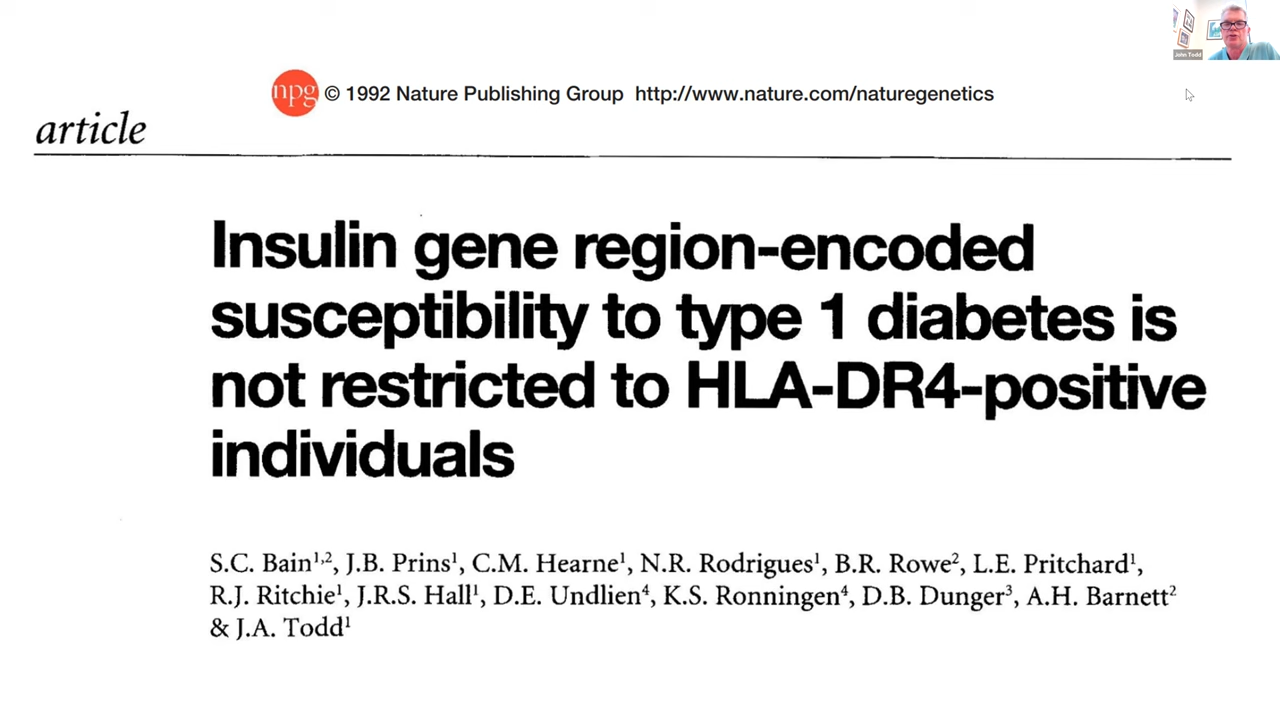 John Todd
npg © 1992 Nature Publishing Group http://www.nature.com/naturegenetics
article
Insulin gene region-encoded
susceptibility to type 1 diabetes is
not restricted to HLA-DR4-positive
individuals
S.C. Bain¹,², J.B. Prins¹, C.M. Hearne¹, N.R. Rodrigues¹, B.R. Rowe², L.E. Pritchard¹,
R.J. Ritchie¹, J.R.S. Hall¹, D.E. Undlien⁴, K.S. Ronningen⁴, D.B. Dunger³, A.H. Barnett²
& J.A. Todd¹